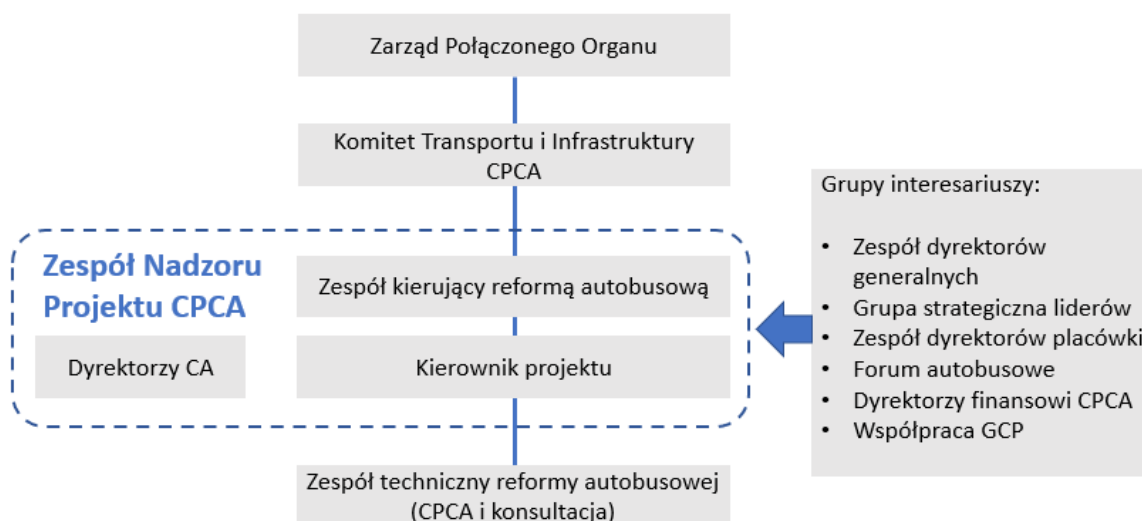 Zarząd Połączonego Organu
Komitet Transportu i Infrastruktury
CPCA
Zespół Nadzoru
Projektu CPCA
Zespół kierujący reformą autobusową
Dyrektorzy CA
Kierownik projektu
Zespół techniczny reformy autobusowej
(CPCA i konsultacja)
Grupy interesariuszy:
• Zespół dyrektorów
generalnych
• Grupa strategiczna liderów
• Zespół dyrektorów placówki
• Forum autobusowe
• Dyrektorzy finansowi CPCA
• Współpraca GCP